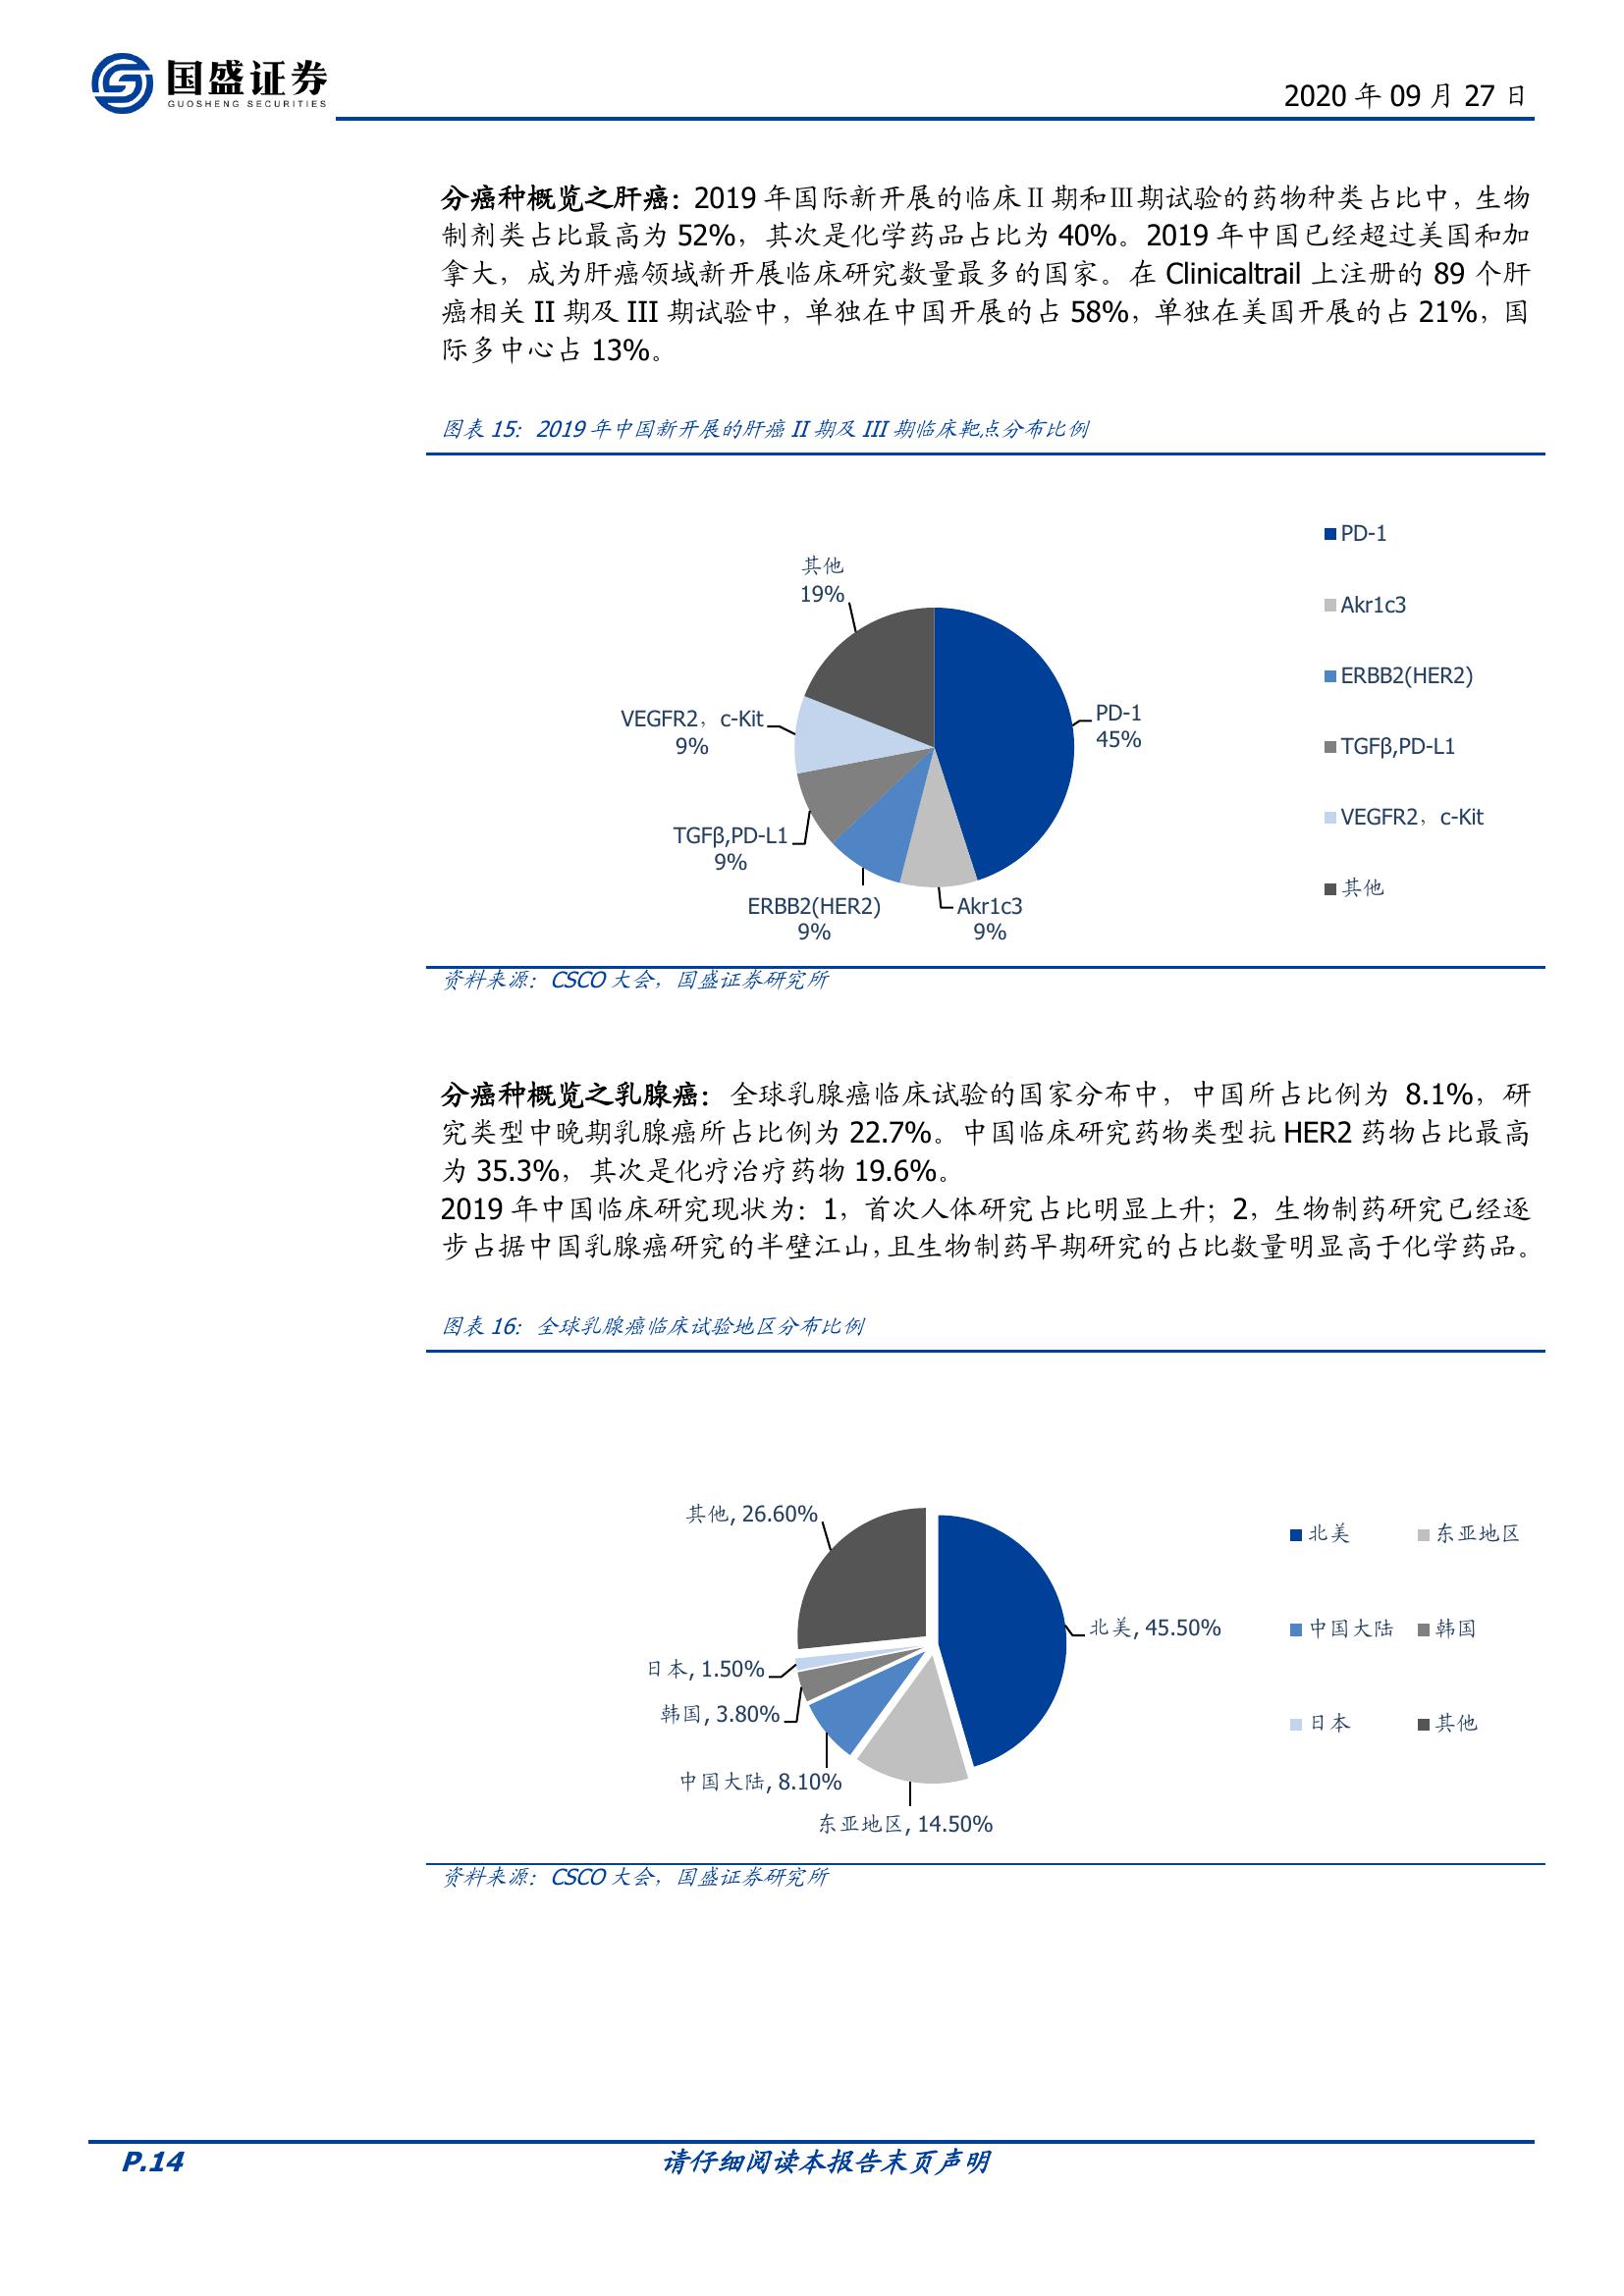 国盛证券
GUOSHENG SECURITIES
2020 年 09 月 27 日
分癌种概览之肝癌：2019 年国际新开展的临床Ⅱ期和Ⅲ期试验的药物种类占比中，生物
制剂类占比最高为 52%，其次是化学药品占比为 40%。2019 年中国已经超过美国和加
拿大，成为肝癌领域新开展临床研究数量最多的国家。在 Clinicaltrail 上注册的 89 个肝
癌相关 II 期及 III 期试验中，单独在中国开展的占 58%，单独在美国开展的占 21%，国
际多中心占 13%。
图表 15：2019 年中国新开展的肝癌 II 期及 III 期临床靶点分布比例
其他
19%
VEGFR2，c-Kit
9%
TGFβ,PD-L1
9%
ERBB2(HER2)
9%
Akr1c3
9%
PD-1
45%
PD-1
Akr1c3
ERBB2(HER2)
TGFβ,PD-L1
VEGFR2，c-Kit
其他
资料来源：CSCO 大会，国盛证券研究所
分癌种概览之乳腺癌：全球乳腺癌临床试验的国家分布中，中国所占比例为 8.1%，研
究类型中晚期乳腺癌所占比例为 22.7%。中国临床研究药物类型抗 HER2 药物占比最高
为 35.3%，其次是化疗治疗药物 19.6%。
2019 年中国临床研究现状为：1，首次人体研究占比明显上升；2，生物制药研究已经逐
步占据中国乳腺癌研究的半壁江山，且生物制药早期研究的占比数量明显高于化学药品。
图表 16：全球乳腺癌临床试验地区分布比例
其他, 26.60%
日本, 1.50%
韩国, 3.80%
中国大陆, 8.10%
东亚地区, 14.50%
北美, 45.50%
北美 东亚地区
中国大陆 韩国
日本 其他
资料来源：CSCO 大会，国盛证券研究所
P.14 请仔细阅读本报告末页声明